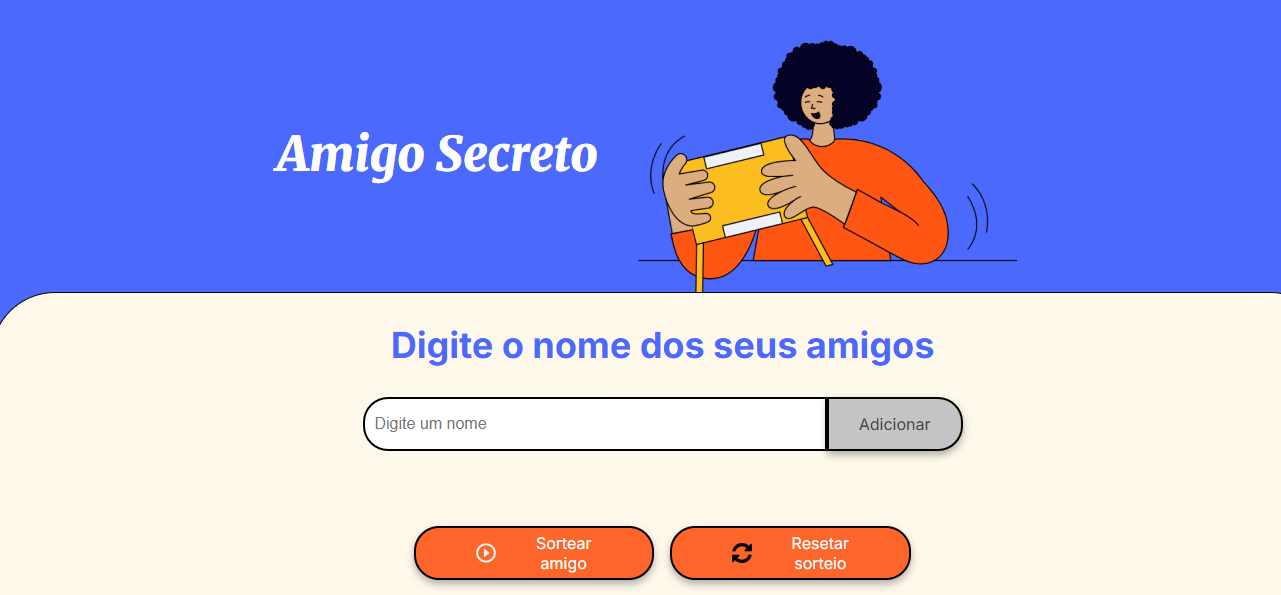 Amigo Secreto
Digite o nome dos seus amigos
Digite um nome
Adicionar
Sortear
amigo
Resetar
sorteio